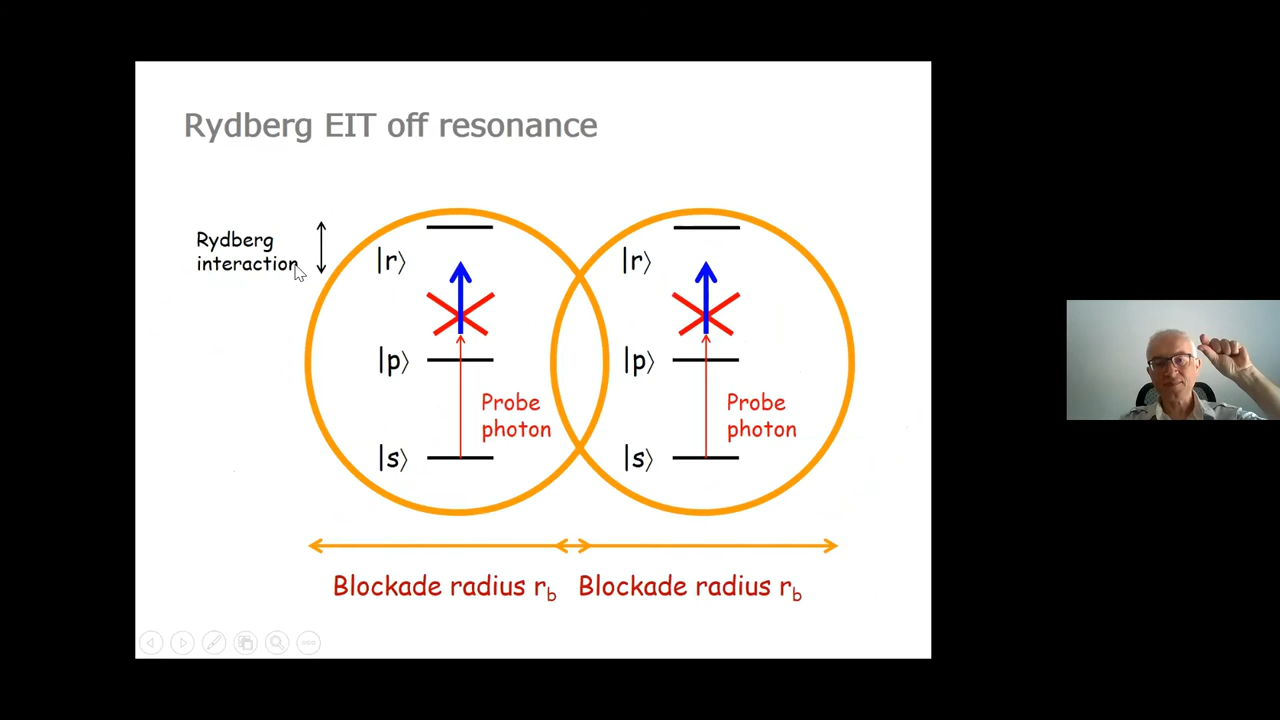 Rydberg EIT off resonance
Rydberg
interaction
|r⟩
|r⟩
|p⟩
|p⟩
Probe
photon
Probe
photon
|s⟩
|s⟩
Blockade radius r_b
Blockade radius r_b